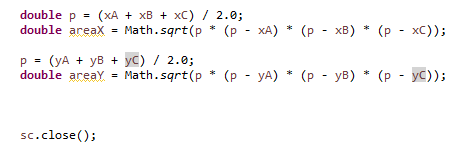 double p = (xA + xB + xC) / 2.0;
double areaX = Math.sqrt(p * (p - xA) * (p - xB) * (p - xC));
p = (yA + yB + yC) / 2.0;
double areaY = Math.sqrt(p * (p - yA) * (p - yB) * (p - yC));
sc.close();